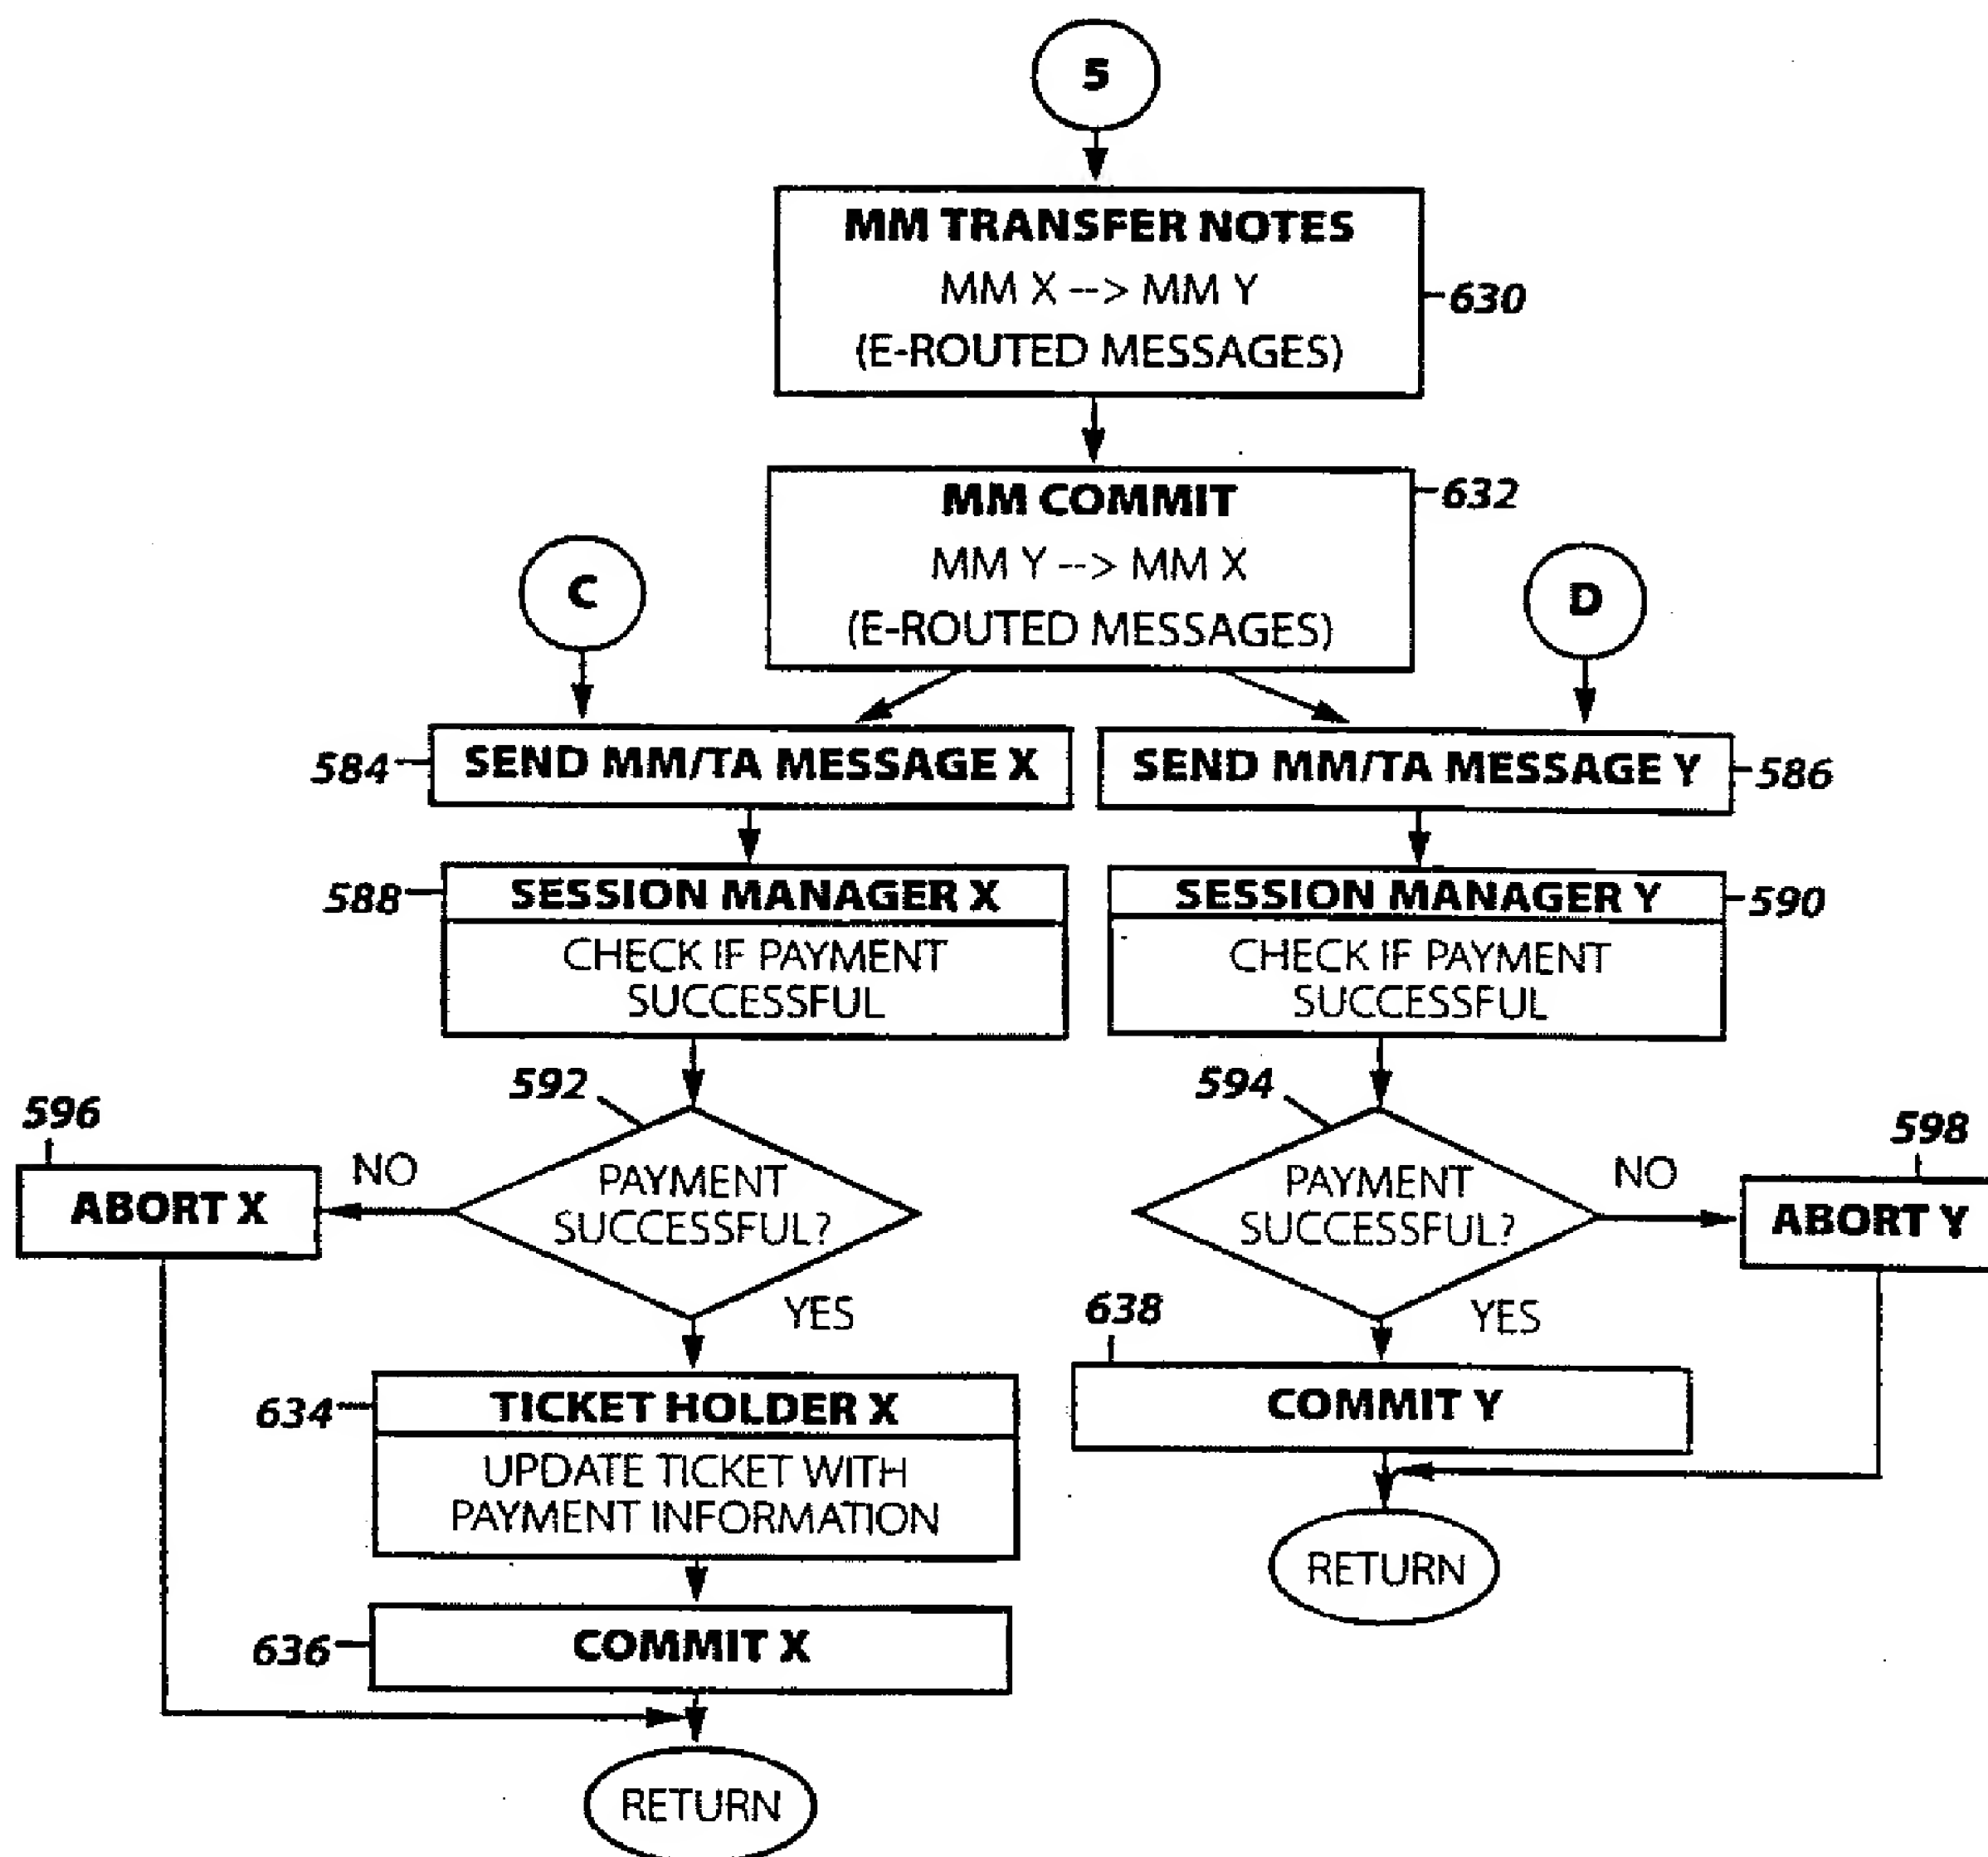 5
MM TRANSFER NOTES
MM X --> MM Y
(E-ROUTED MESSAGES)
630
MM COMMIT
MM Y --> MM X
(E-ROUTED MESSAGES)
632
C
D
584
SEND MM/TA MESSAGE X
SEND MM/TA MESSAGE Y
586
588
SESSION MANAGER X
CHECK IF PAYMENT
SUCCESSFUL
SESSION MANAGER Y
590
CHECK IF PAYMENT
SUCCESSFUL
592
594
596
598
ABORT X
NO
PAYMENT
SUCCESSFUL?
YES
PAYMENT
SUCCESSFUL?
NO
ABORT Y
YES
638
634
TICKET HOLDER X
UPDATE TICKET WITH
PAYMENT INFORMATION
COMMIT Y
RETURN
636
COMMIT X
RETURN